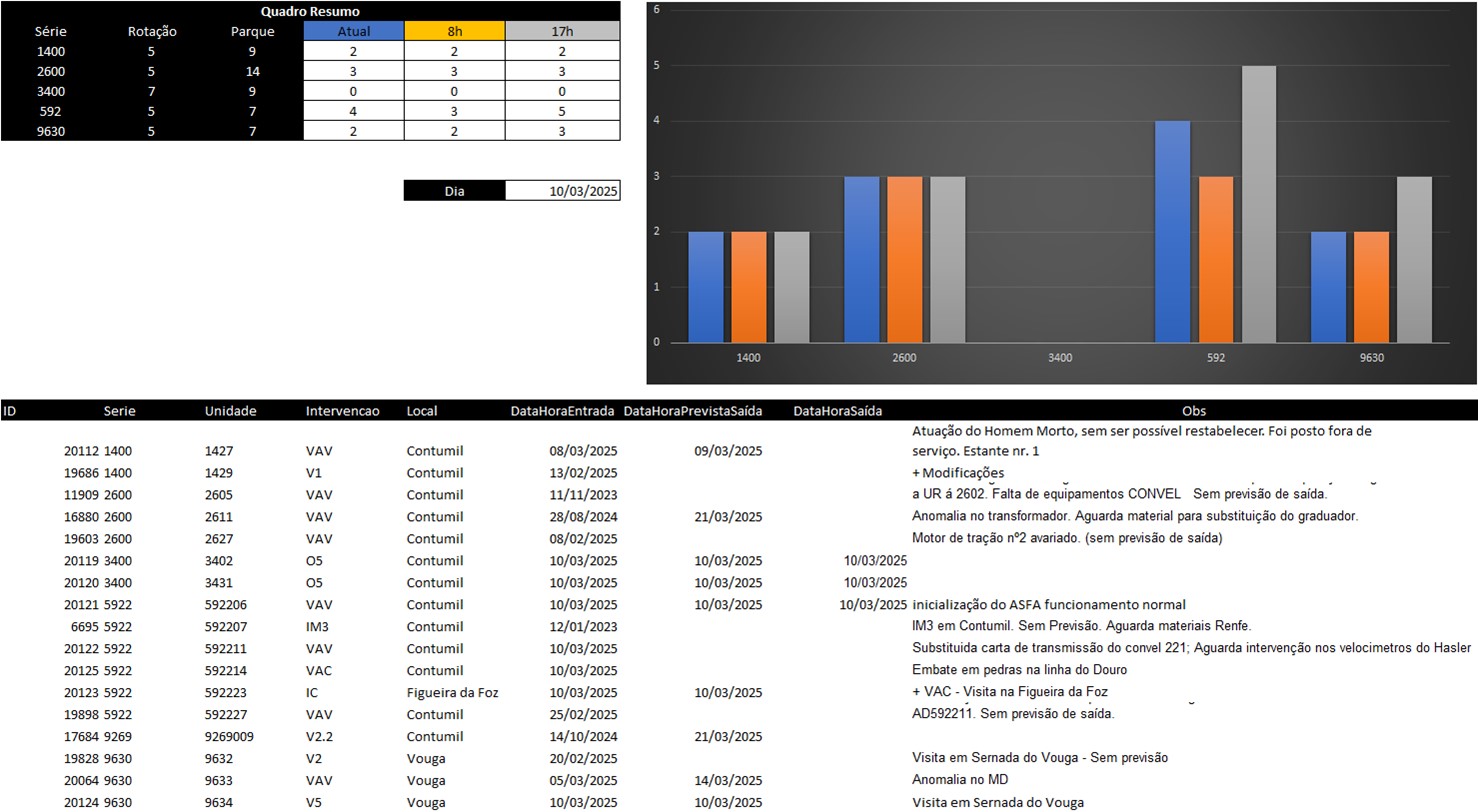 Quadro Resumo
Série Rotação Parque Atual 8h 17h
1400 5 9 2 2 2
2600 5 14 3 3 3
3400 7 9 0 0 0
592 5 7 4 3 5
9630 5 7 2 2 3
Dia 10/03/2025
6
5
4
3
2
1
0
1400 2600 3400 592 9630
ID Serie Unidade Intervencao Local DataHoraEntrada DataHoraPrevistaSaída DataHoraSaída Obs
Atuação do Homem Morto, sem ser possível restabelecer. Foi posto fora de
20112 1400 1427 VAV Contumil 08/03/2025 09/03/2025 serviço. Estante nr. 1
19686 1400 1429 V1 Contumil 13/02/2025 + Modificações
11909 2600 2605 VAV Contumil 11/11/2023 a UR á 2602. Falta de equipamentos CONVEL Sem previsão de saída.
16880 2600 2611 VAV Contumil 28/08/2024 21/03/2025 Anomalia no transformador. Aguarda material para substituição do graduador.
19603 2600 2627 VAV Contumil 08/02/2025 Motor de tração nº2 avariado. (sem previsão de saída)
20119 3400 3402 O5 Contumil 10/03/2025 10/03/2025 10/03/2025
20120 3400 3431 O5 Contumil 10/03/2025 10/03/2025 10/03/2025
20121 5922 592206 VAV Contumil 10/03/2025 10/03/2025 10/03/2025 inicialização do ASFA funcionamento normal
6695 5922 592207 IM3 Contumil 12/01/2023 IM3 em Contumil. Sem Previsão. Aguarda materiais Renfe.
20122 5922 592211 VAV Contumil 10/03/2025 Substituida carta de transmissão do convel 221; Aguarda intervenção nos velocimetros do Hasler
20125 5922 592214 VAC Contumil 10/03/2025 Embate em pedras na linha do Douro
20123 5922 592223 IC Figueira da Foz 10/03/2025 10/03/2025 + VAC - Visita na Figueira da Foz
19898 5922 592227 VAV Contumil 25/02/2025 AD592211. Sem previsão de saída.
17684 9269 9269009 V2.2 Contumil 14/10/2024 21/03/2025
19828 9630 9632 V2 Vouga 20/02/2025 Visita em Sernada do Vouga - Sem previsão
20064 9630 9633 VAV Vouga 05/03/2025 14/03/2025 Anomalia no MD
20124 9630 9634 V5 Vouga 10/03/2025 10/03/2025 Visita em Sernada do Vouga